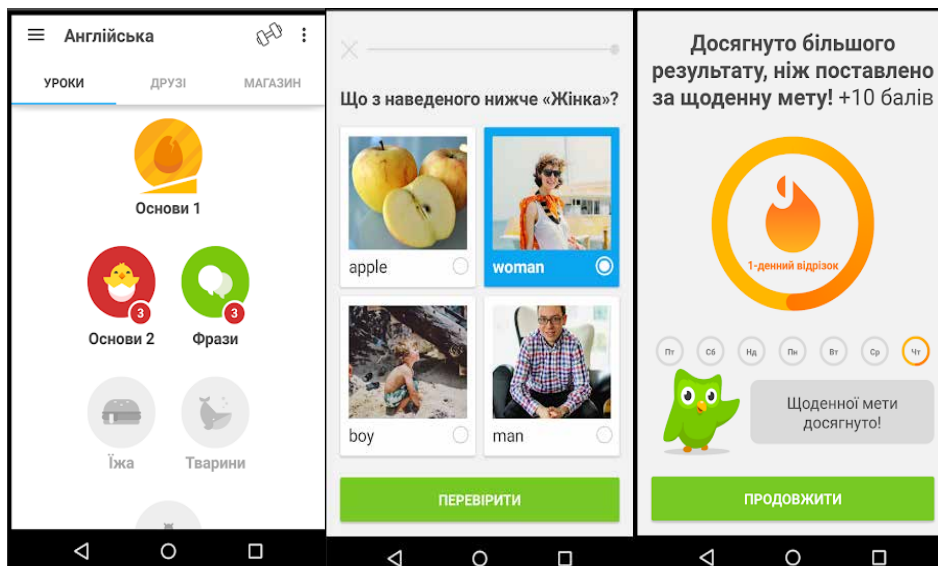 Англійська
УРОКИ ДРУЗІ МАГАЗИН
Основи 1
3 3
Основи 2 Фрази
Їжа Тварини
Що з наведеного нижче «Жінка»?
apple woman
boy man
ПЕРЕВІРИТИ
Досягнуто більшого
результату, ніж поставлено
за щоденну мету! +10 балів
1-денний відрізок
Пт Сб Нд Пн Вт Ср Чт
Щоденної мети
досягнуто!
ПРОДОВЖИТИ